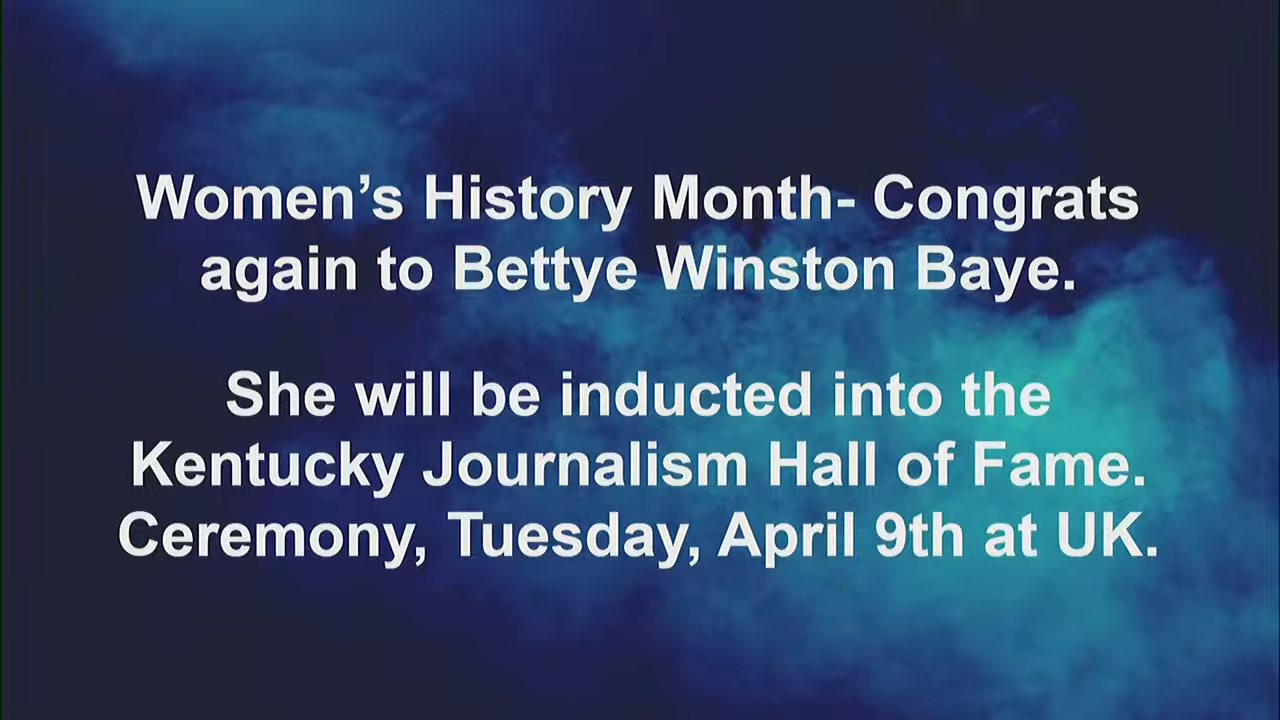 Women’s History Month- Congrats
again to Bettye Winston Baye.
She will be inducted into the
Kentucky Journalism Hall of Fame.
Ceremony, Tuesday, April 9th at UK.